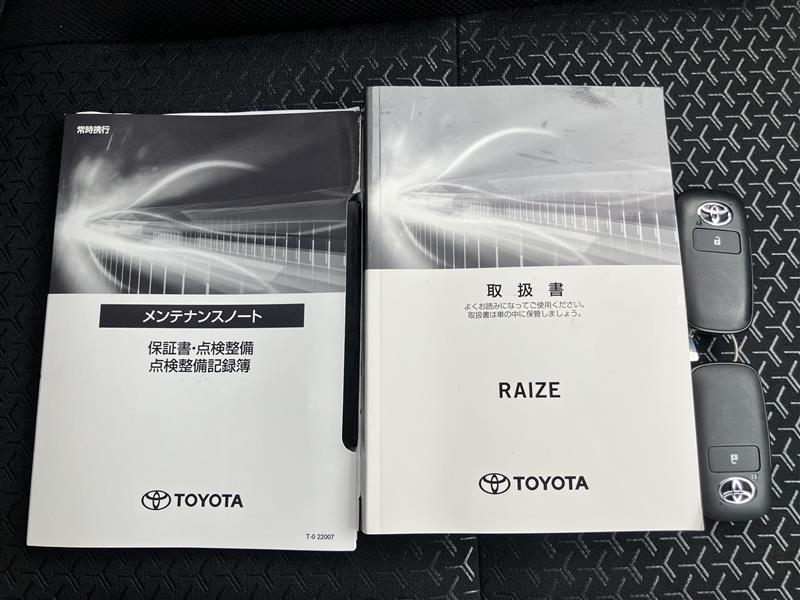 常時携行
メンテナンスノート
保証書・点検整備
点検整備記録簿
TOYOTA
T-0 22007
取扱書
よくお読みになってご使用ください。
取扱書は車の中に保管しましょう。
RAIZE
TOYOTA